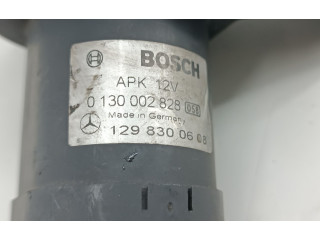 BOSCH
APK 12V
0 130 002 828
Made in Germany
129 830 06 08